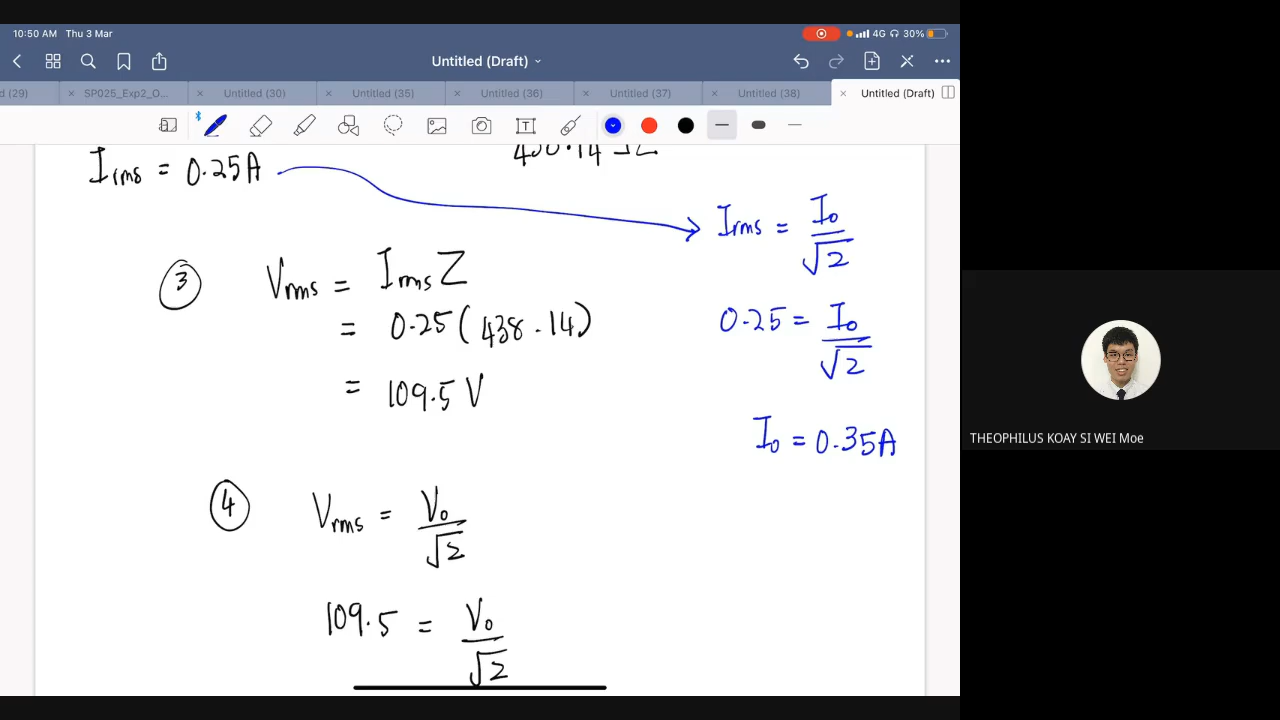 10:50 AM Thu 3 Mar
4G 30%
Untitled (Draft)
d (29)
SP025_Exp2_O...
Untitled (30)
Untitled (35)
Untitled (36)
Untitled (37)
Untitled (38)
Untitled (Draft)
438.14 Ω
Irms = 0.25A
Irms = I₀/√2
③ Vrms = Irms Z
= 0.25(438.14)
0.25 = I₀/√2
= 109.5 V
I₀ = 0.35A
④ Vrms = V₀/√2
109.5 = V₀/√2
THEOPHILUS KOAY SI WEI Moe